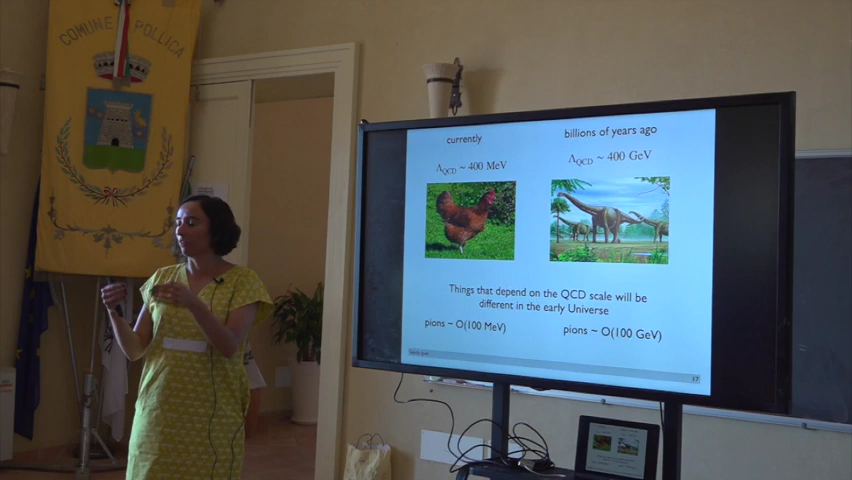 COMUNE POLLICA
currently
billions of years ago
Λ_QCD ~ 400 MeV
Λ_QCD ~ 400 GeV
Things that depend on the QCD scale will be
different in the early Universe
pions ~ O(100 MeV)
pions ~ O(100 GeV)
17